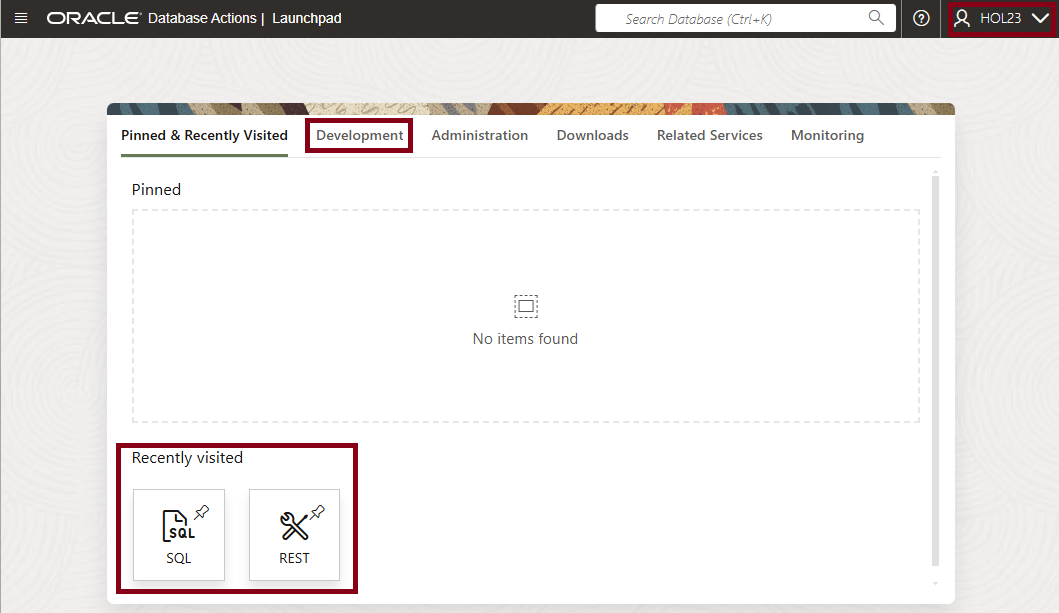 ORACLE Database Actions | Launchpad Search Database (Ctrl+K) ? HOL23
Pinned & Recently Visited Development Administration Downloads Related Services Monitoring
Pinned
No items found
Recently visited
SQL
SQL REST